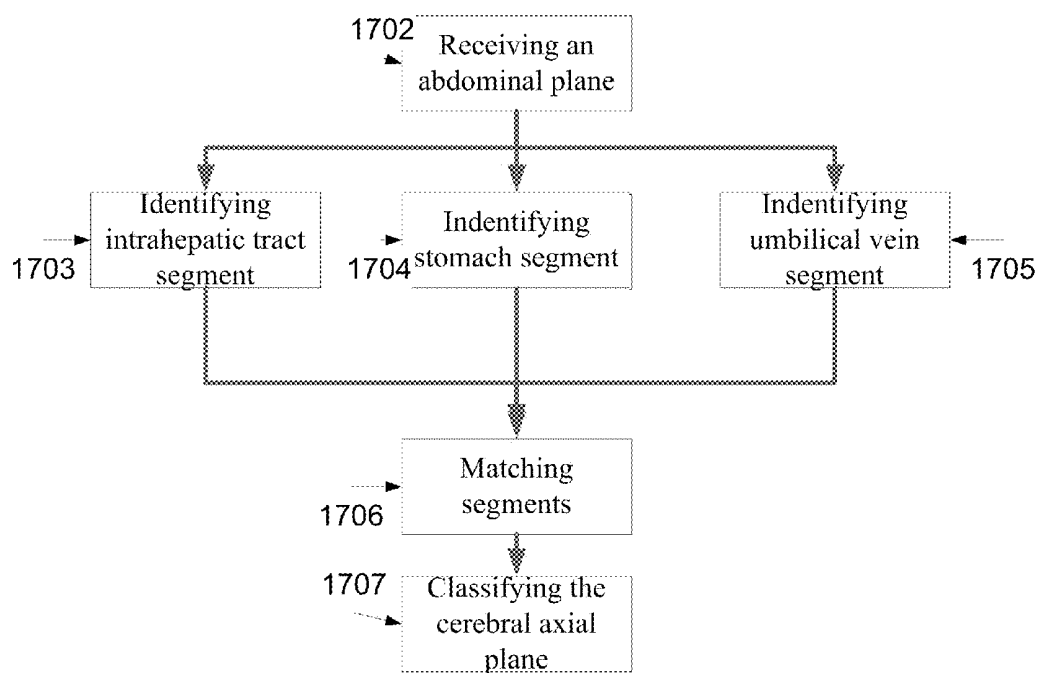 1702
Receiving an
abdominal plane
Identifying
intrahepatic tract
segment
1703
Indentifying
stomach segment
1704
Indentifying
umbilical vein
segment
1705
Matching
segments
1706
1707
Classifying the
cerebral axial
plane